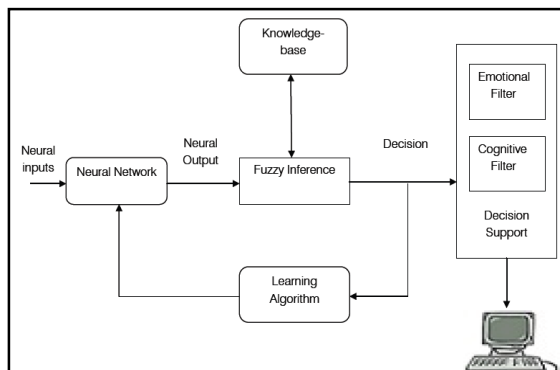 Knowledge-
base
Emotional
Filter
Neural
inputs
Neural Network
Neural
Output
Fuzzy Inference
Decision
Cognitive
Filter
Decision
Support
Learning
Algorithm